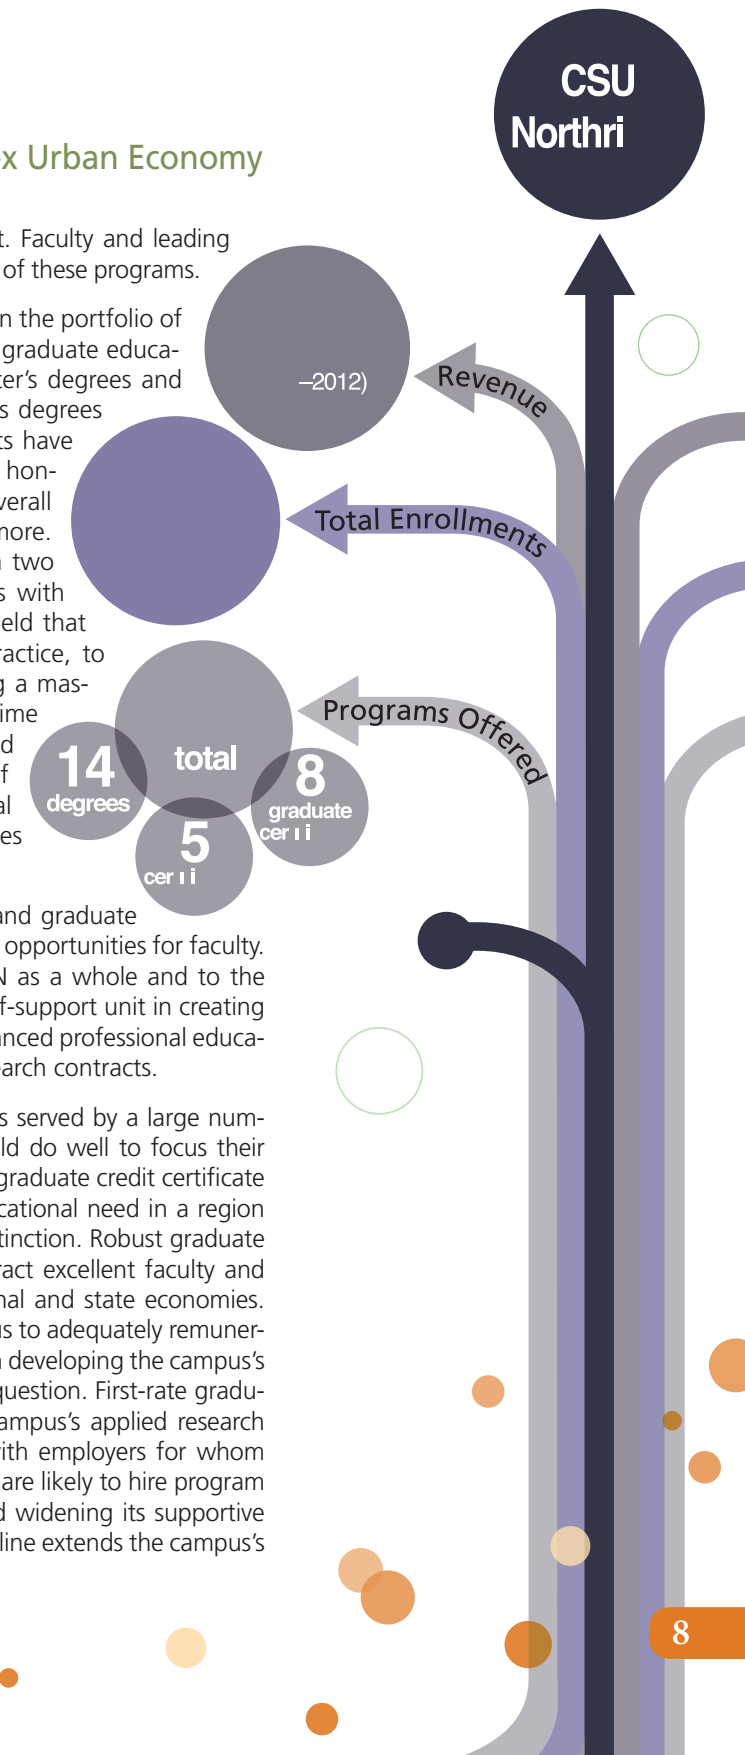 CSU
Northri
x Urban Economy
t. Faculty and leading
of these programs.
n the portfolio of
graduate educa-
ter’s degrees and
s degrees
ts have
hon-
verall
more.
n two
s with
eld that
ractice, to
g a mas-
ime
d
f
al
es
and graduate
opportunities for faculty.
N as a whole and to the
f-support unit in creating
anced professional educa-
earch contracts.
s served by a large num-
ld do well to focus their
graduate credit certificate
cational need in a region
tinction. Robust graduate
ract excellent faculty and
nal and state economies.
us to adequately remuner-
n developing the campus’s
question. First-rate gradu-
ampus’s applied research
with employers for whom
are likely to hire program
d widening its supportive
line extends the campus’s
–2012)
Revenue
Total Enrollments
Programs Offered
total
14
degrees
5
cer i i
8
graduate
cer i i
8